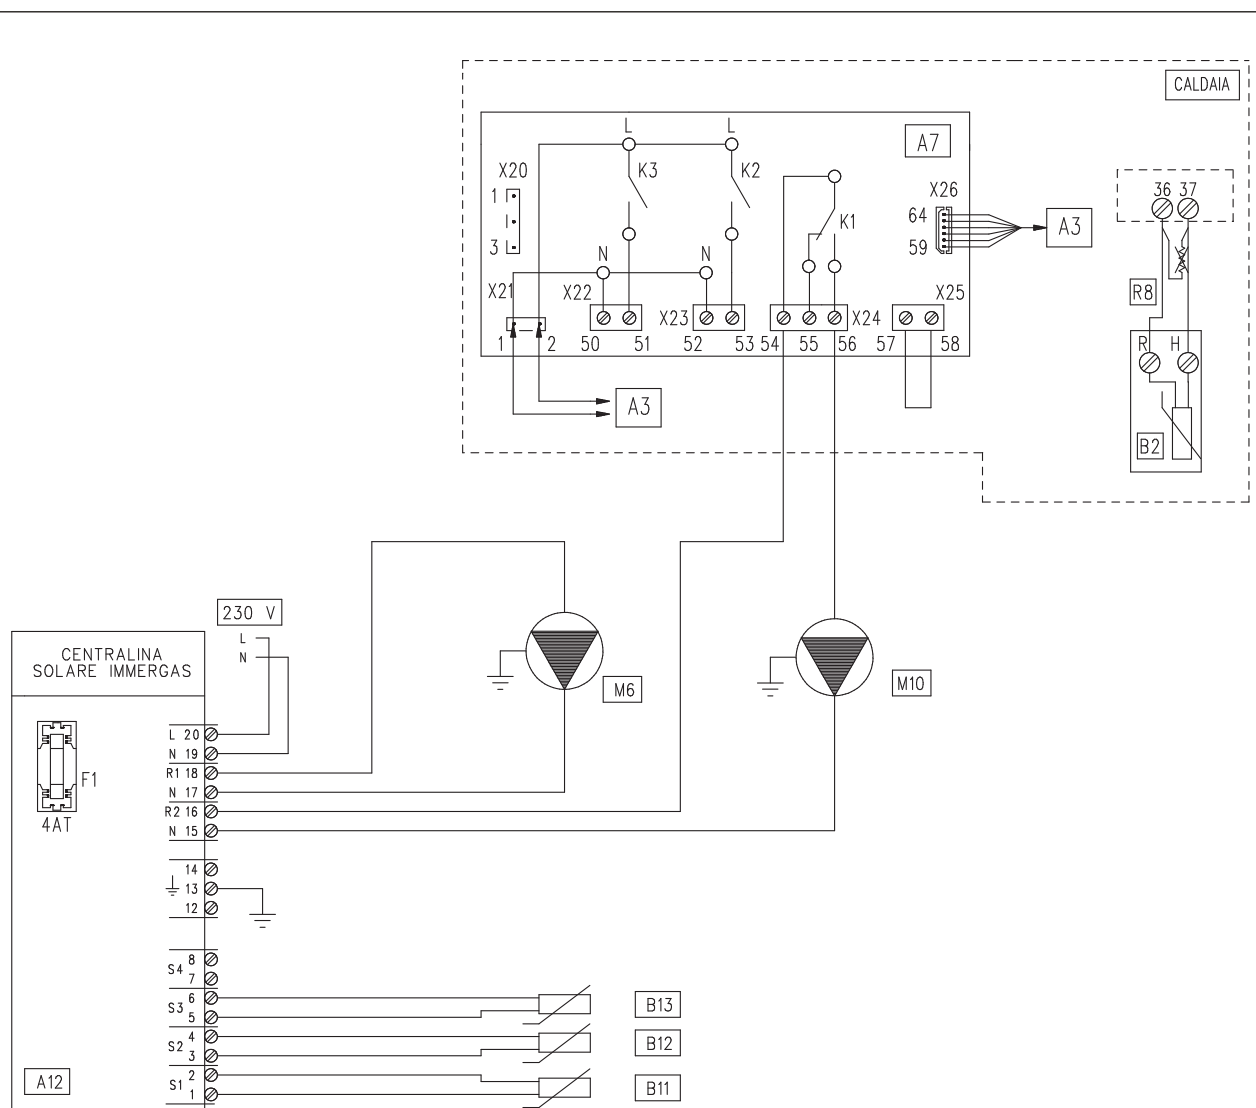 CALDAIA
A7
L L
X20 K3 K2
1
3
K1
X26
64
59
A3
36 37
R8
N N
X21 X22 X23 X24 X25
1 2 50 51 52 53 54 55 56 57 58
A3
R H
B2
230 V
L
N
CENTRALINA
SOLARE IMMERGAS
M6
M10
F1
4AT
L 20
N 19
R1 18
N 17
R2 16
N 15
14
13
12
S4 8
7
S3 6
5
S2 4
3
S1 2
1
B13
B12
B11
A12